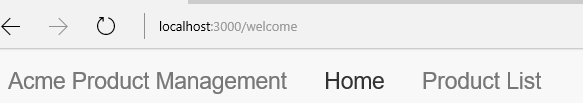 localhost:3000/welcome
Acme Product Management Home Product List